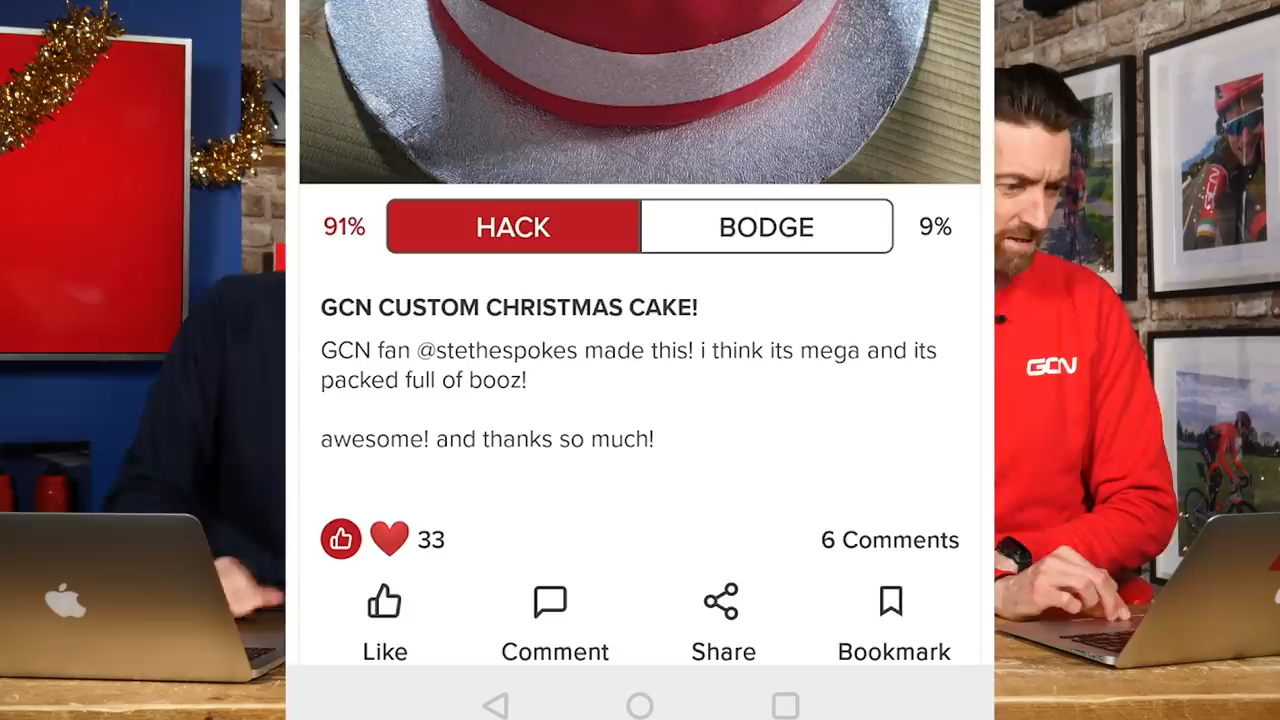 91%
HACK
BODGE
9%
GCN CUSTOM CHRISTMAS CAKE!
GCN fan @stethespokes made this! i think its mega and its
packed full of booz!
awesome! and thanks so much!
33
6 Comments
Like
Comment
Share
Bookmark
GCN
GCN